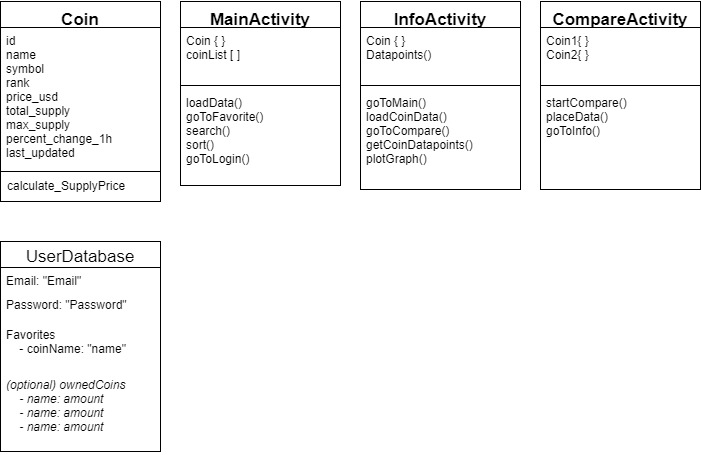 Coin
id
name
symbol
rank
price_usd
total_supply
max_supply
percent_change_1h
last_updated
calculate_SupplyPrice
MainActivity
Coin { }
coinList [ ]
loadData()
goToFavorite()
search()
sort()
goToLogin()
InfoActivity
Coin { }
Datapoints()
goToMain()
loadCoinData()
goToCompare()
getCoinDatapoints()
plotGraph()
CompareActivity
Coin1{ }
Coin2{ }
startCompare()
placeData()
goToInfo()
UserDatabase
Email: "Email"
Password: "Password"
Favorites
- coinName: "name"
(optional) ownedCoins
- name: amount
- name: amount
- name: amount